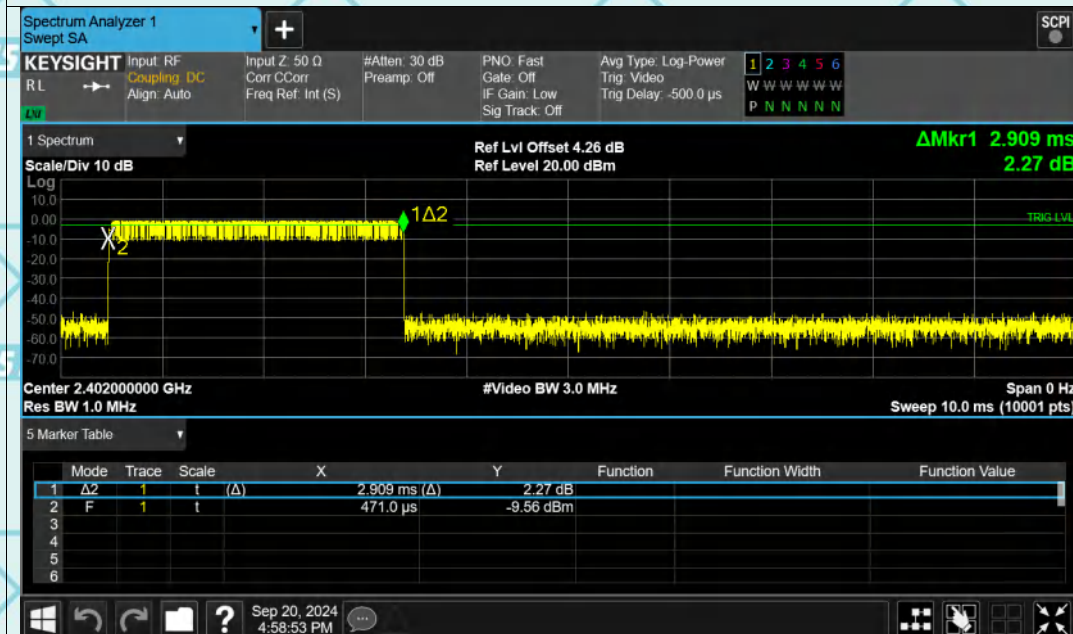 Spectrum Analyzer 1
Swept SA
+
SCPI
KEYSIGHT
R L
LXI
Input: RF
Coupling: DC
Align: Auto
Input Z: 50 Ω
Corr CCorr
Freq Ref: Int (S)
#Atten: 30 dB
Preamp: Off
PNO: Fast
Gate: Off
IF Gain: Low
Sig Track: Off
Avg Type: Log-Power
Trig: Video
Trig Delay: -500.0 µs
1 2 3 4 5 6
W W W W W W
P N N N N N
1 Spectrum
Scale/Div 10 dB
Ref Lvl Offset 4.26 dB
Ref Level 20.00 dBm
ΔMkr1 2.909 ms
2.27 dB
Log
10.0
0.00
-10.0
-20.0
-30.0
-40.0
-50.0
-60.0
-70.0
1Δ2
X2
TRIG LVL
Center 2.402000000 GHz
Res BW 1.0 MHz
#Video BW 3.0 MHz
Span 0 Hz
Sweep 10.0 ms (10001 pts)
5 Marker Table
Mode Trace Scale X Y Function Function Width Function Value
1 Δ2 1 t (Δ) 2.909 ms (Δ) 2.27 dB
2 F 1 t 471.0 µs -9.56 dBm
3
4
5
6
?
Sep 20, 2024
4:58:53 PM